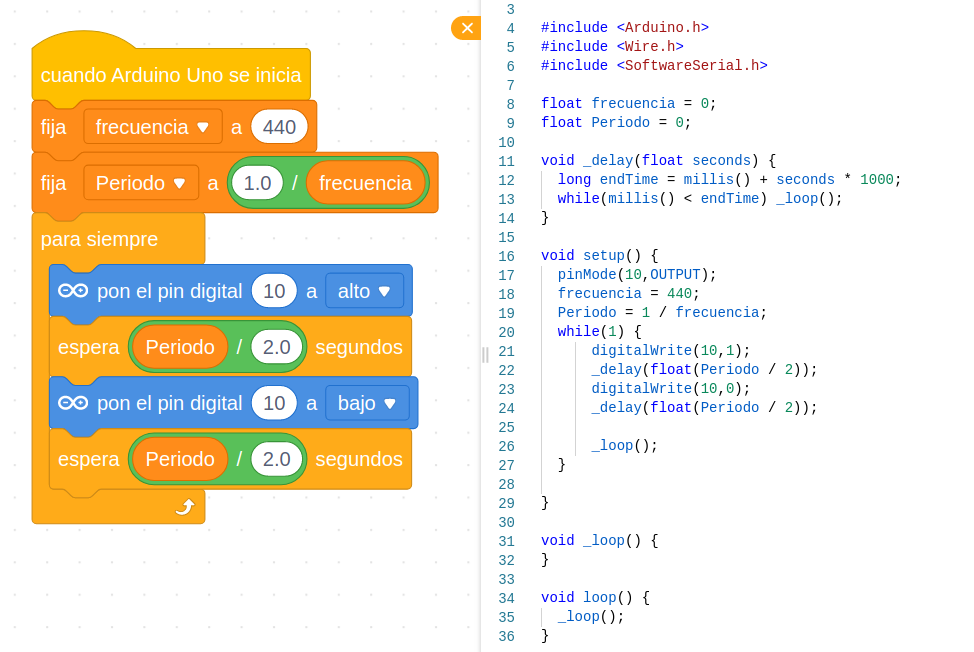 cuando Arduino Uno se inicia
fija frecuencia a 440
fija Periodo a 1.0 / frecuencia
para siempre
pon el pin digital 10 a alto
espera Periodo / 2.0 segundos
pon el pin digital 10 a bajo
espera Periodo / 2.0 segundos
3
4 #include <Arduino.h>
5 #include <Wire.h>
6 #include <SoftwareSerial.h>
7
8 float frecuencia = 0;
9 float Periodo = 0;
10
11 void _delay(float seconds) {
12 long endTime = millis() + seconds * 1000;
13 while(millis() < endTime) _loop();
14 }
15
16 void setup() {
17 pinMode(10,OUTPUT);
18 frecuencia = 440;
19 Periodo = 1 / frecuencia;
20 while(1) {
21 digitalWrite(10,1);
22 _delay(float(Periodo / 2));
23 digitalWrite(10,0);
24 _delay(float(Periodo / 2));
25
26 _loop();
27 }
28
29 }
30
31 void _loop() {
32 }
33
34 void loop() {
35 _loop();
36 }